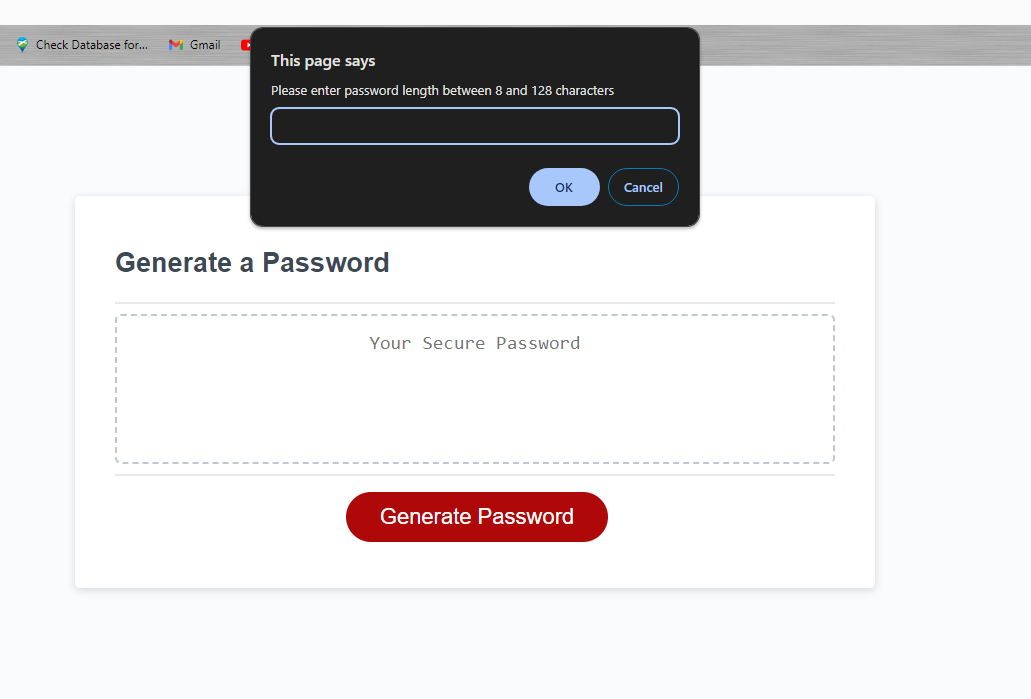 Check Database for...
Gmail
This page says
Please enter password length between 8 and 128 characters
OK
Cancel
Generate a Password
Your Secure Password
Generate Password